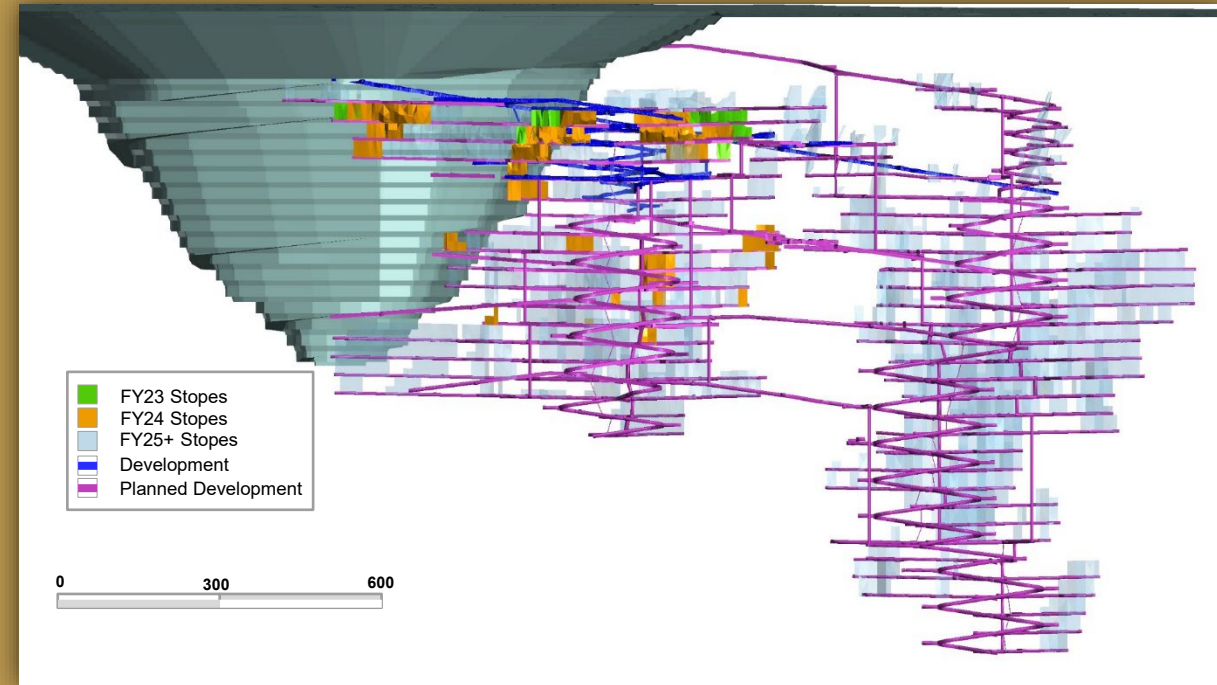 FY23 Stopes
FY24 Stopes
FY25+ Stopes
Development
Planned Development
0 300 600